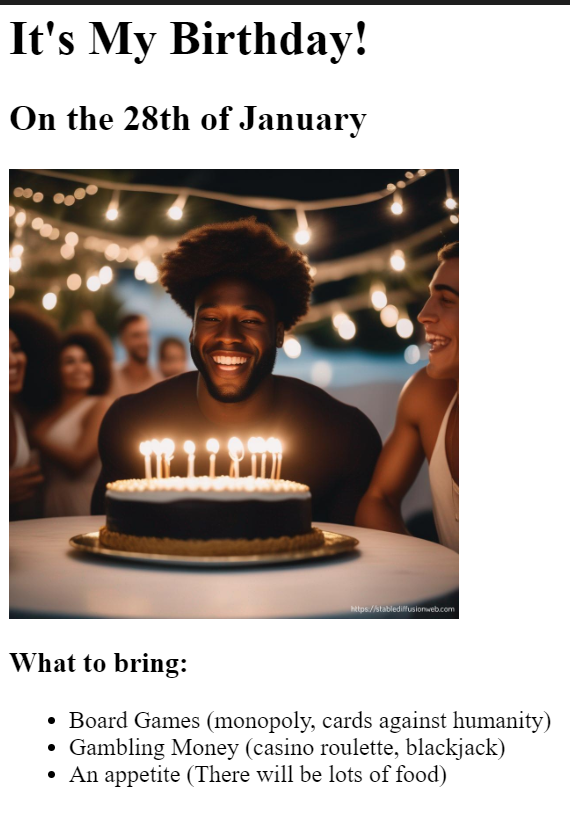 It's My Birthday!
On the 28th of January
https://stablediffusionweb.com
What to bring:
Board Games (monopoly, cards against humanity)
Gambling Money (casino roulette, blackjack)
An appetite (There will be lots of food)